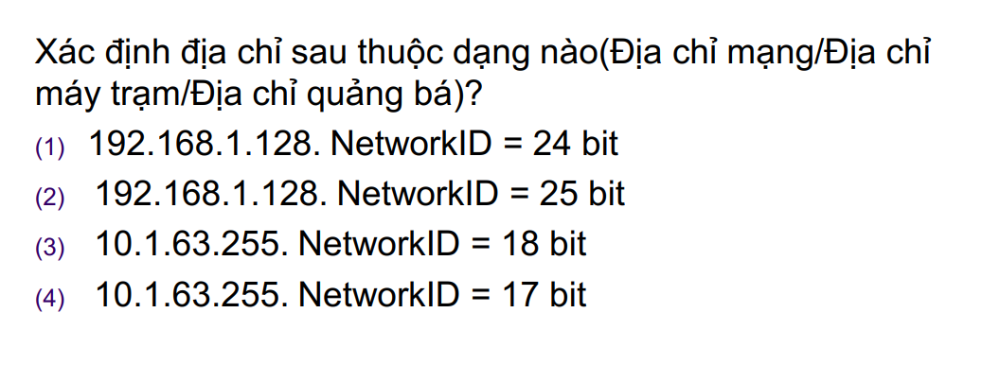 Xác định địa chỉ sau thuộc dạng nào(Địa chỉ mạng/Địa chỉ
máy trạm/Địa chỉ quảng bá)?
(1) 192.168.1.128. NetworkID = 24 bit
(2) 192.168.1.128. NetworkID = 25 bit
(3) 10.1.63.255. NetworkID = 18 bit
(4) 10.1.63.255. NetworkID = 17 bit